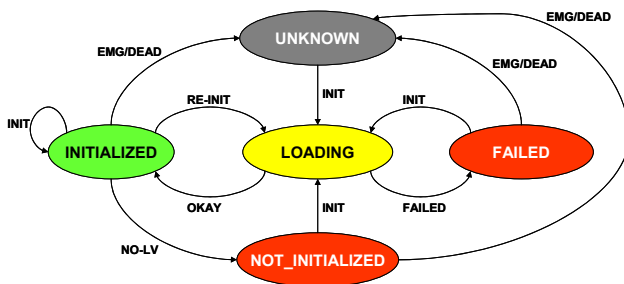 EMG/DEAD
UNKNOWN
EMG/DEAD
EMG/DEAD
RE-INIT
INIT
INIT
INIT
INITIALIZED
LOADING
FAILED
OKAY
INIT
FAILED
NO-LV
NOT_INITIALIZED